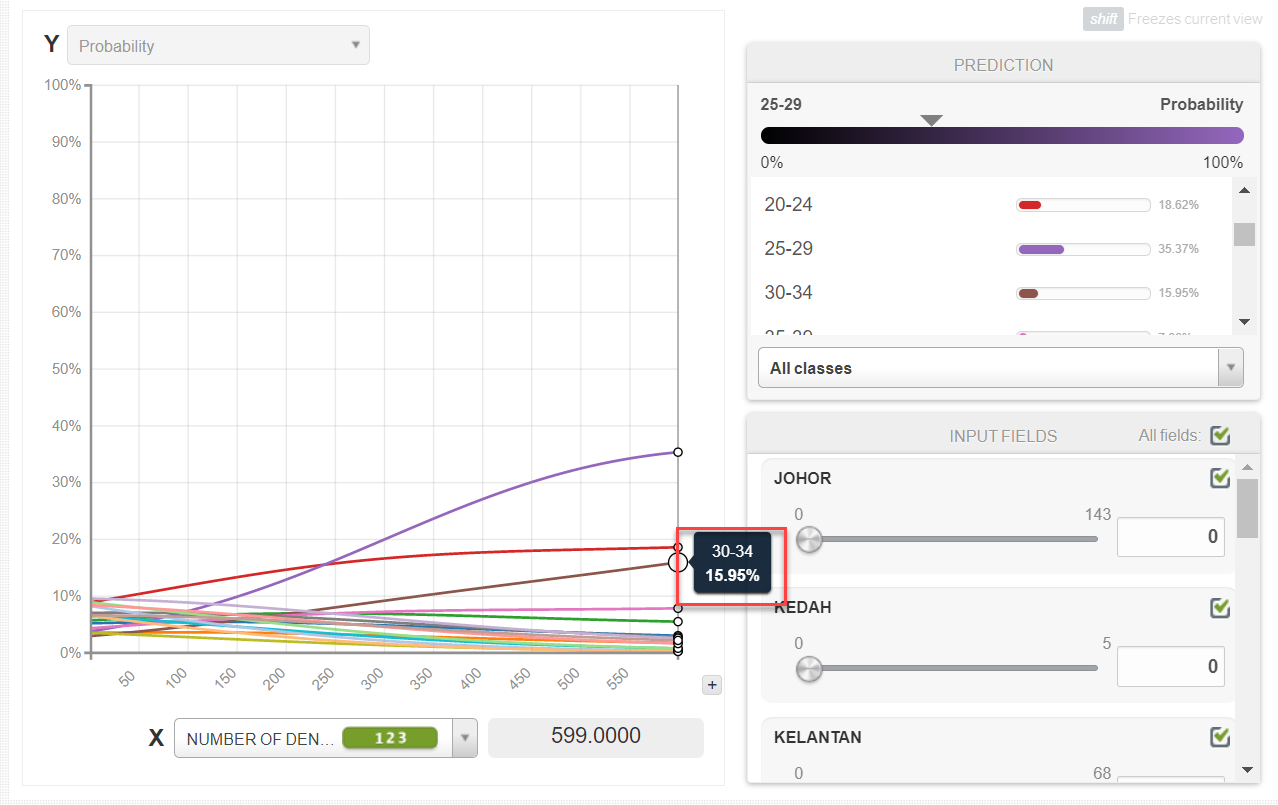 shift Freezes current view
Y Probability
100%
90%
80%
70%
60%
50%
40%
30%
20%
10%
0%
50 100 150 200 250 300 350 400 450 500 550
30-34
15.95%
+
X NUMBER OF DEN... 123 599.0000
PREDICTION
25-29 Probability
0% 100%
20-24 18.62%
25-29 35.37%
30-34 15.95%
All classes
INPUT FIELDS All fields:
JOHOR
0 143
0
KEDAH
0 5
0
KELANTAN
0 68